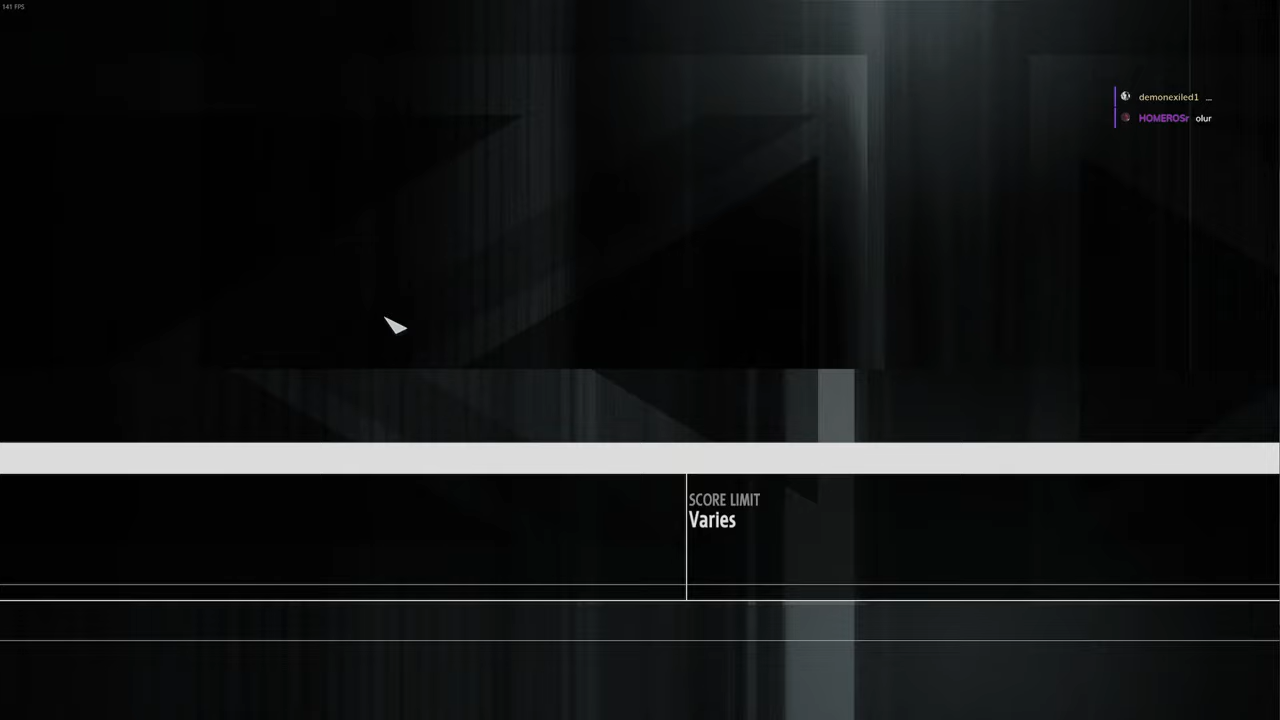 141 FPS
demonexiled1 ...
HOMEROSr olur
SCORE LIMIT
Varies